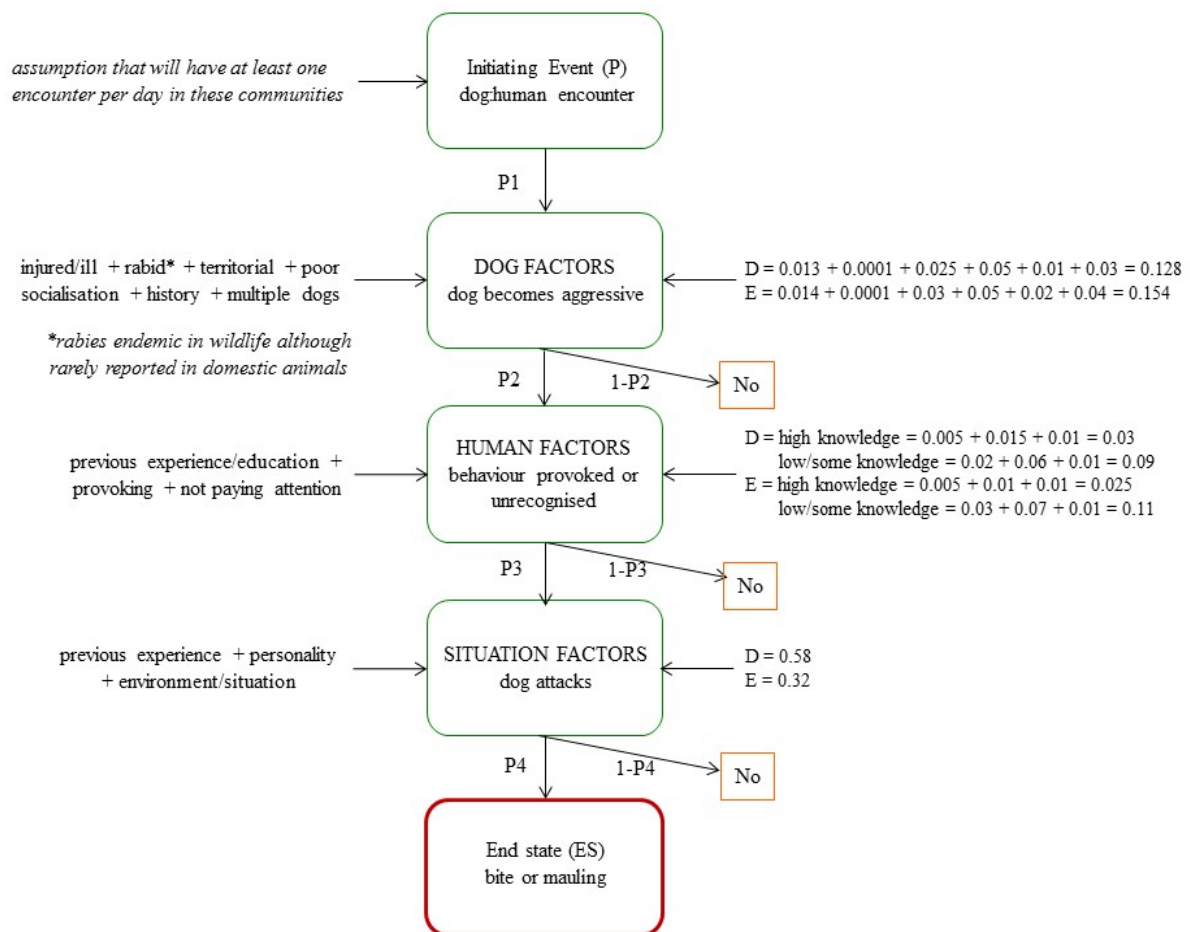 assumption that will have at least one
encounter per day in these communities
Initiating Event (P)
dog:human encounter
P1
injured/ill + rabid* + territorial + poor
socialisation + history + multiple dogs
*rabies endemic in wildlife although
rarely reported in domestic animals
DOG FACTORS
dog becomes aggressive
D = 0.013 + 0.0001 + 0.025 + 0.05 + 0.01 + 0.03 = 0.128
E = 0.014 + 0.0001 + 0.03 + 0.05 + 0.02 + 0.04 = 0.154
P2
1-P2
No
previous experience/education +
provoking + not paying attention
HUMAN FACTORS
behaviour provoked or
unrecognised
D = high knowledge = 0.005 + 0.015 + 0.01 = 0.03
low/some knowledge = 0.02 + 0.06 + 0.01 = 0.09
E = high knowledge = 0.005 + 0.01 + 0.01 = 0.025
low/some knowledge = 0.03 + 0.07 + 0.01 = 0.11
P3
1-P3
No
previous experience + personality
+ environment/situation
SITUATION FACTORS
dog attacks
D = 0.58
E = 0.32
P4
1-P4
No
End state (ES)
bite or mauling